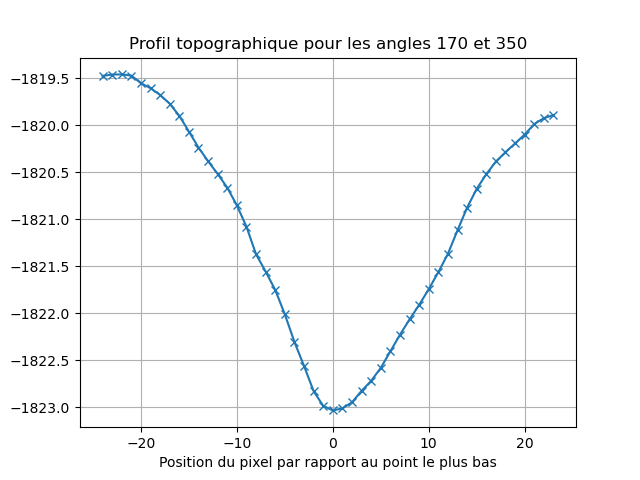 Profil topographique pour les angles 170 et 350
−1819.5
−1820.0
−1820.5
−1821.0
−1821.5
−1822.0
−1822.5
−1823.0
−20 −10 0 10 20
Position du pixel par rapport au point le plus bas